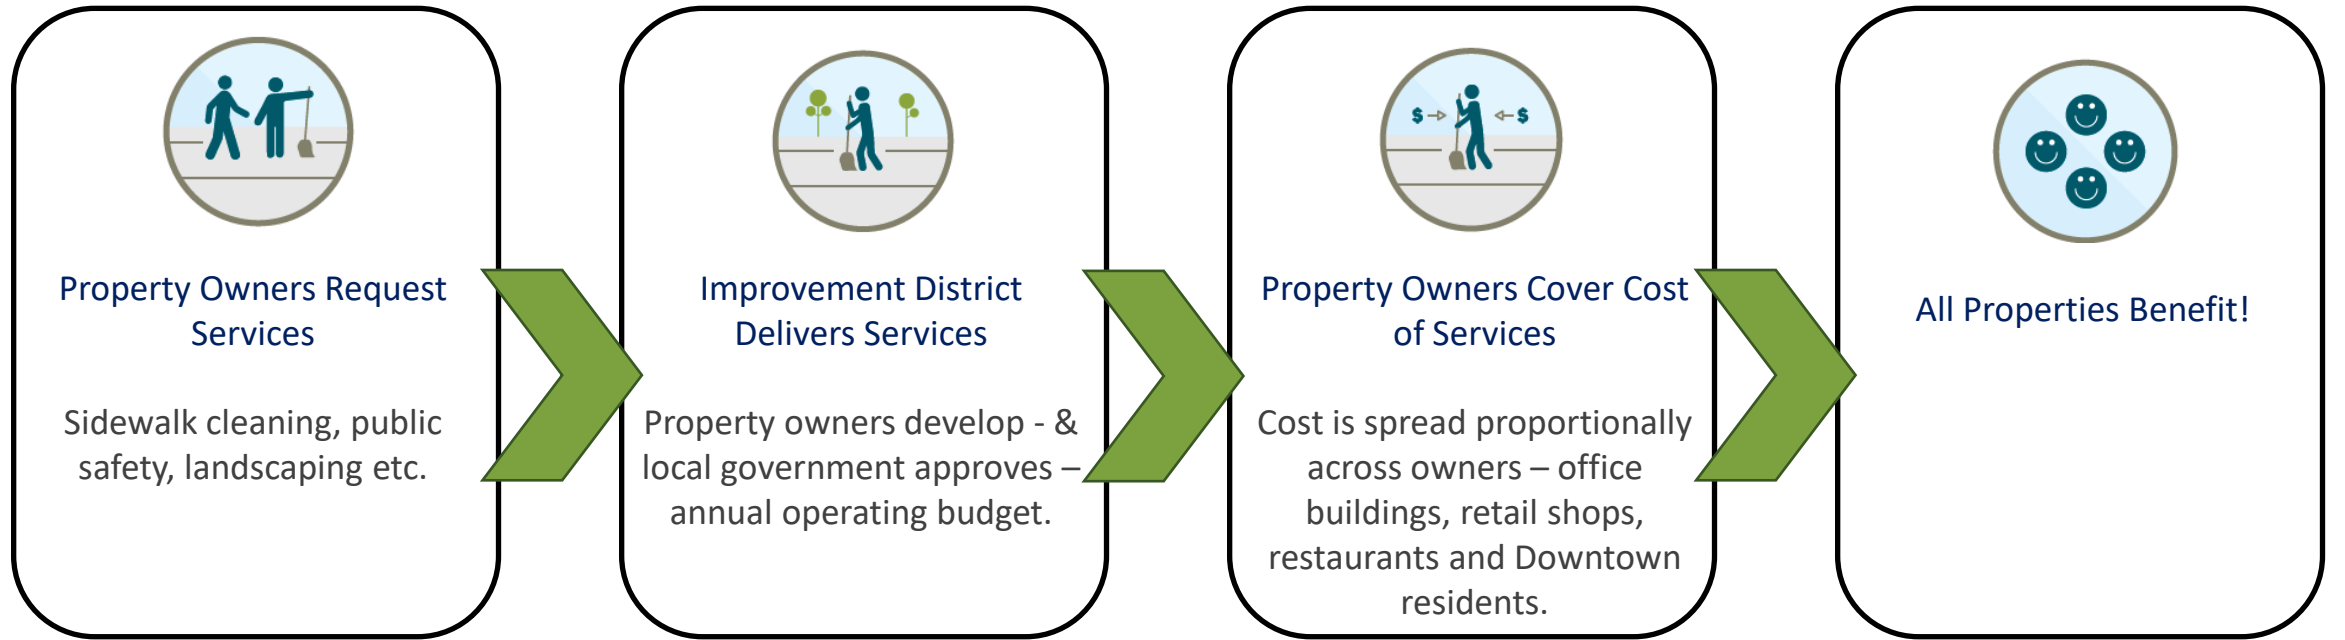 Property Owners Request
Services
Sidewalk cleaning, public
safety, landscaping etc.
Improvement District
Delivers Services
Property owners develop - &
local government approves –
annual operating budget.
$ $
Property Owners Cover Cost
of Services
Cost is spread proportionally
across owners – office
buildings, retail shops,
restaurants and Downtown
residents.
All Properties Benefit!